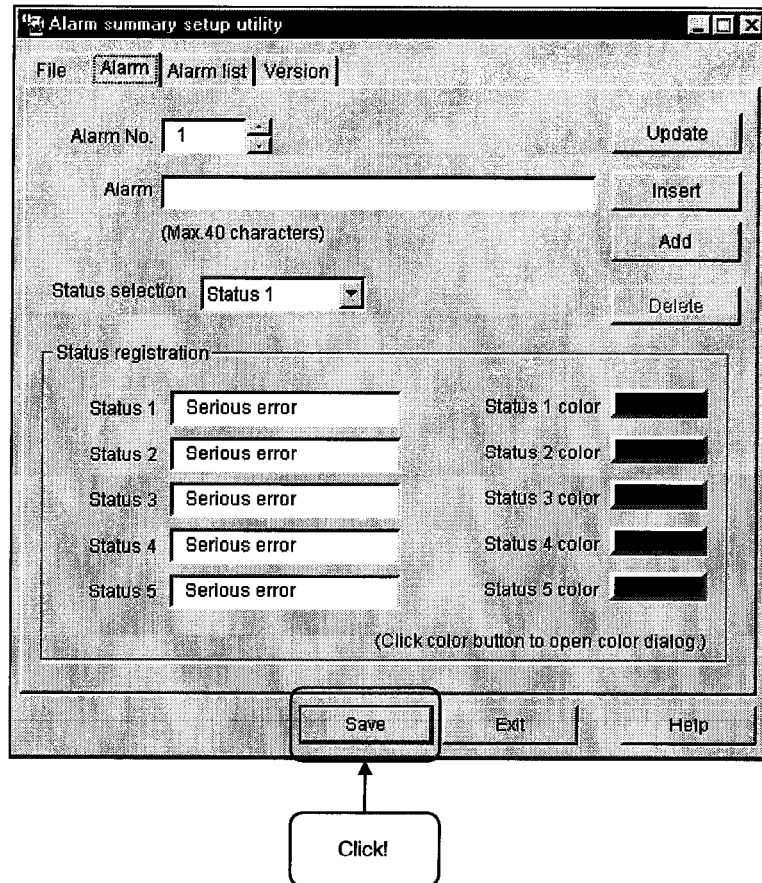 Alarm summary setup utility
File Alarm Alarm list Version
Alarm No. 1
Update
Alarm
Insert
(Max.40 characters)
Add
Status selection Status 1
Delete
Status registration
Status 1 Serious error Status 1 color
Status 2 Serious error Status 2 color
Status 3 Serious error Status 3 color
Status 4 Serious error Status 4 color
Status 5 Serious error Status 5 color
(Click color button to open color dialog.)
Save Exit Help
Click!